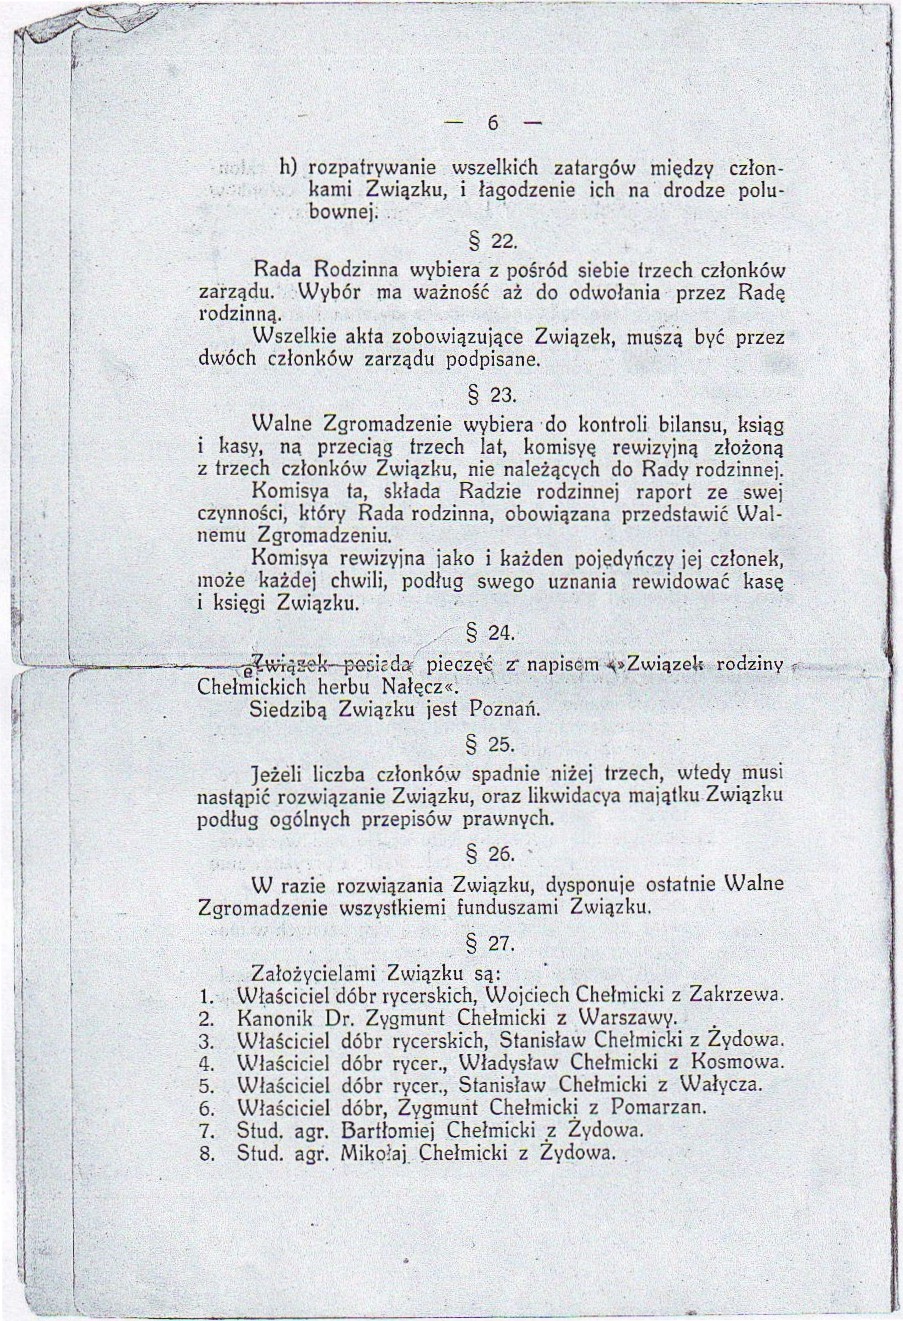 — 6 —
h) rozpatrywanie wszelkich zatargów między człon-
kami Związku, i łagodzenie ich na drodze polu-
bownej.
§ 22.
Rada Rodzinna wybiera z pośród siebie trzech członków
zarządu. Wybór ma ważność aż do odwołania przez Radę
rodzinną.
Wszelkie akta zobowiązujące Związek, muszą być przez
dwóch członków zarządu podpisane.
§ 23.
Walne Zgromadzenie wybiera do kontroli bilansu, ksiąg
i kasy, na przeciąg trzech lat, komisyę rewizyjną złożoną
z trzech członków Związku, nie należących do Rady rodzinnej.
Komisya ta, składa Radzie rodzinnej raport ze swej
czynności, który Rada rodzinna, obowiązana przedstawić Wal-
nemu Zgromadzeniu.
Komisya rewizyjna jako i każden pojedyńczy jej członek,
może każdej chwili, podług swego uznania rewidować kasę
i księgi Związku.
§ 24.
Związek posiada pieczęć z napisem »Związek rodziny
Chełmickich herbu Nałęcz«.
Siedzibą Związku jest Poznań.
§ 25.
Jeżeli liczba członków spadnie niżej trzech, wtedy musi
nastąpić rozwiązanie Związku, oraz likwidacya majątku Związku
podług ogólnych przepisów prawnych.
§ 26.
W razie rozwiązania Związku, dysponuje ostatnie Walne
Zgromadzenie wszystkiemi funduszami Związku.
§ 27.
Założycielami Związku są:
1. Właściciel dóbr rycerskich, Wojciech Chełmicki z Zakrzewa.
2. Kanonik Dr. Zygmunt Chełmicki z Warszawy.
3. Właściciel dóbr rycerskich, Stanisław Chełmicki z Żydowa.
4. Właściciel dóbr rycer., Władysław Chełmicki z Kosmowa.
5. Właściciel dóbr rycer., Stanisław Chełmicki z Wałycza.
6. Właściciel dóbr, Zygmunt Chełmicki z Pomarzan.
7. Stud. agr. Bartłomiej Chełmicki z Żydowa.
8. Stud. agr. Mikołaj Chełmicki z Żydowa.